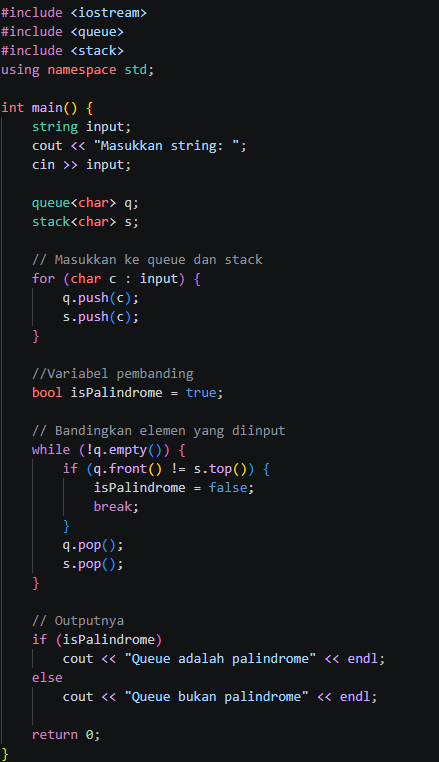 #include <iostream>
#include <queue>
#include <stack>
using namespace std;

int main() {
    string input;
    cout << "Masukkan string: ";
    cin >> input;

    queue<char> q;
    stack<char> s;

    // Masukkan ke queue dan stack
    for (char c : input) {
        q.push(c);
        s.push(c);
    }

    //Variabel pembanding
    bool isPalindrome = true;

    // Bandingkan elemen yang diinput
    while (!q.empty()) {
        if (q.front() != s.top()) {
            isPalindrome = false;
            break;
        }
        q.pop();
        s.pop();
    }

    // Outputnya
    if (isPalindrome)
        cout << "Queue adalah palindrome" << endl;
    else
        cout << "Queue bukan palindrome" << endl;

    return 0;
}